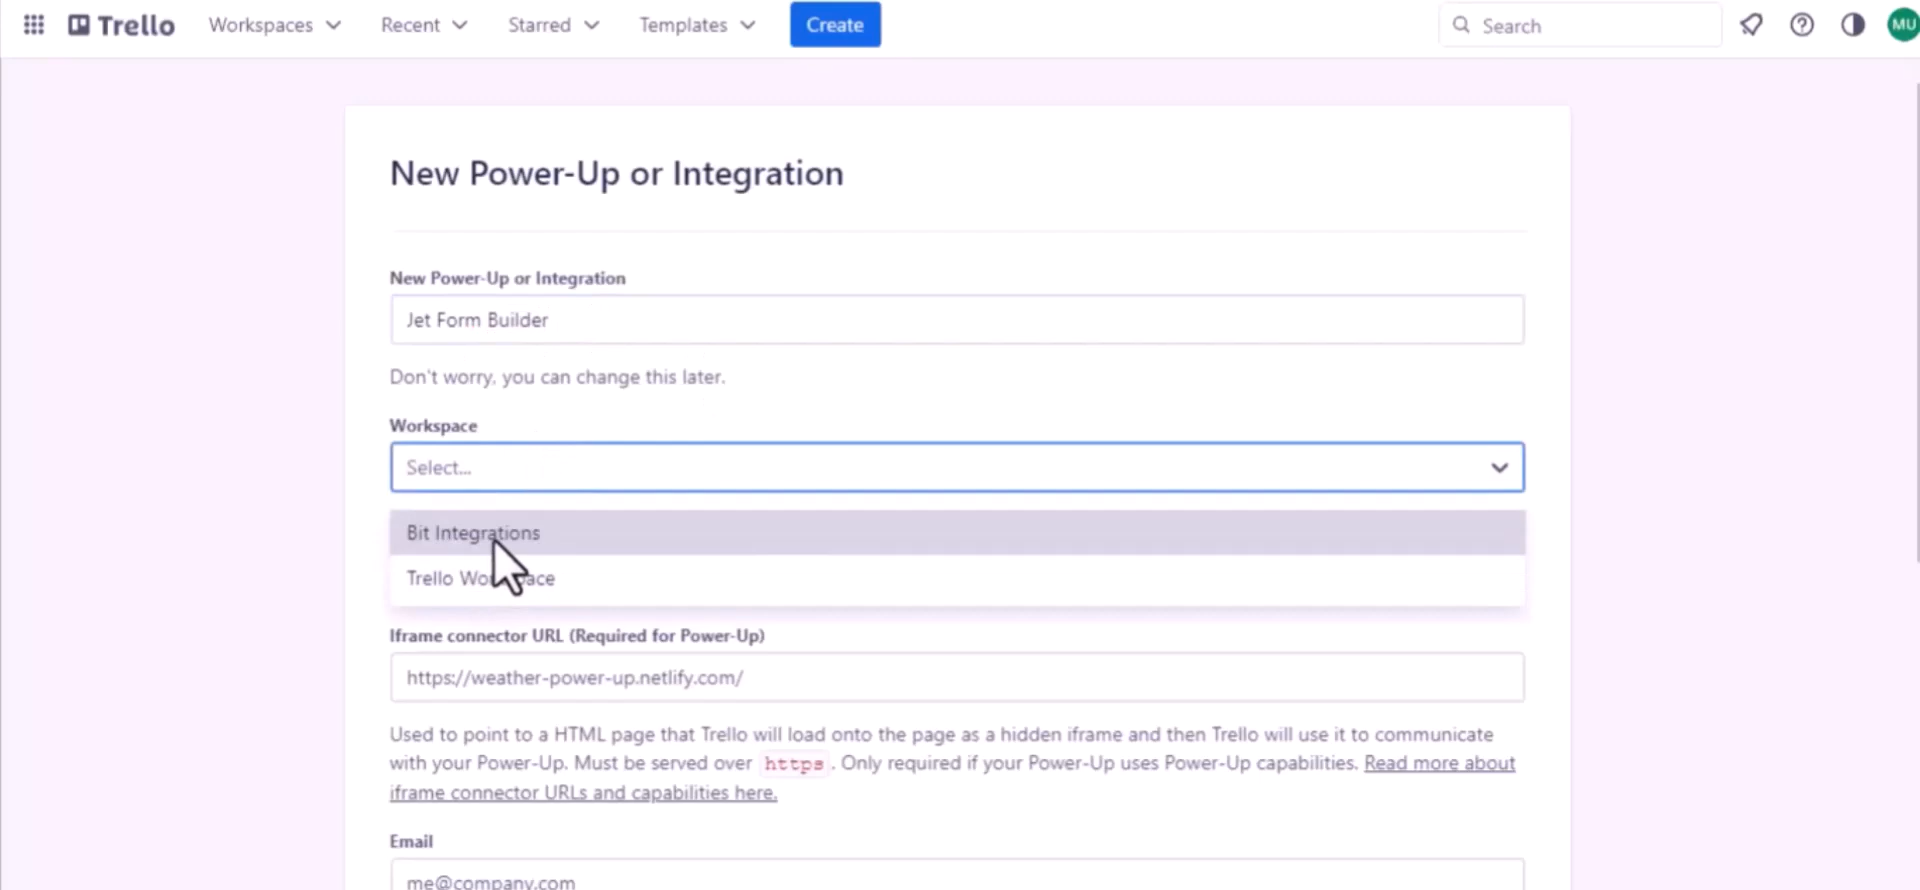 Trello Workspaces Recent Starred Templates Create Search MU
New Power-Up or Integration
New Power-Up or Integration
Jet Form Builder
Don't worry, you can change this later.
Workspace
Select...
Bit Integrations
Trello Workspace
Iframe connector URL (Required for Power-Up)
https://weather-power-up.netlify.com/
Used to point to a HTML page that Trello will load onto the page as a hidden iframe and then Trello will use it to communicate
with your Power-Up. Must be served over https. Only required if your Power-Up uses Power-Up capabilities. Read more about
iframe connector URLs and capabilities here.
Email
me@company.com